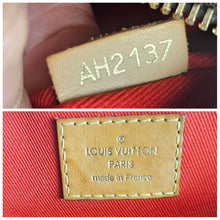 AH2137
LOUIS VUITTON
PARIS
made in France